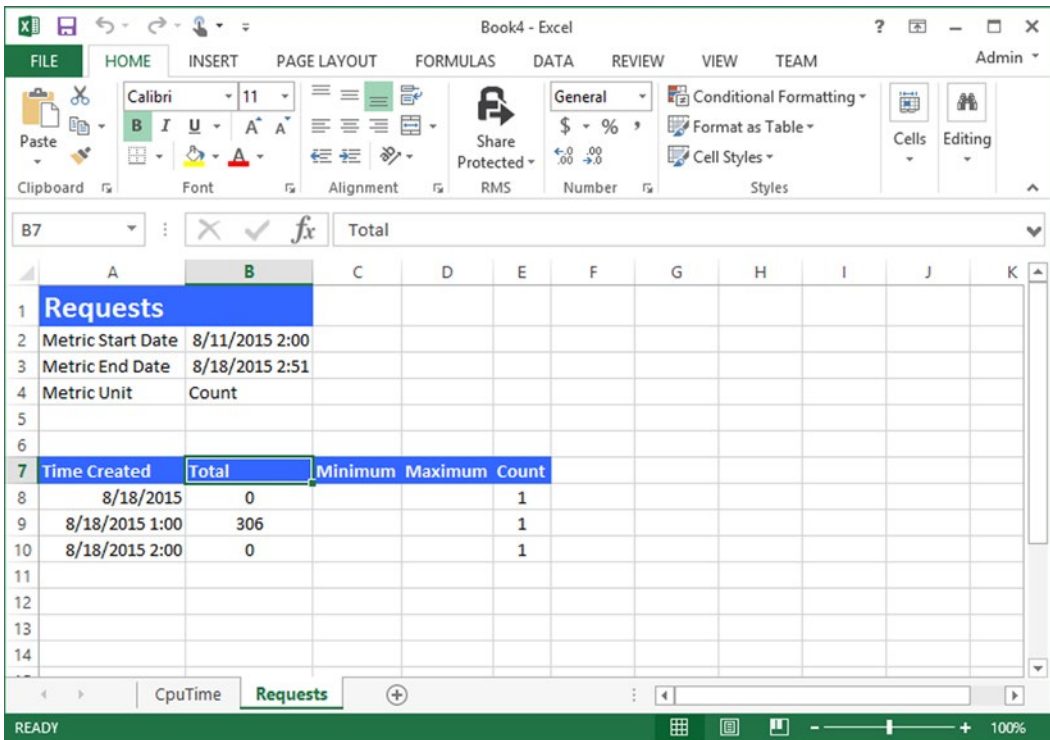 Book4 - Excel
?
FILE HOME INSERT PAGE LAYOUT FORMULAS DATA REVIEW VIEW TEAM Admin
Paste
Calibri 11
B I U A A
A
Share Protected
General
$ % ,
.00 .0
Conditional Formatting
Format as Table
Cell Styles
Cells
Editing
Clipboard Font Alignment RMS Number Styles
B7 fx Total
A B C D E F G H I J K
1 Requests
2 Metric Start Date 8/11/2015 2:00
3 Metric End Date 8/18/2015 2:51
4 Metric Unit Count
5
6
7 Time Created Total Minimum Maximum Count
8 8/18/2015 0 1
9 8/18/2015 1:00 306 1
10 8/18/2015 2:00 0 1
11
12
13
14
CpuTime Requests
READY 100%